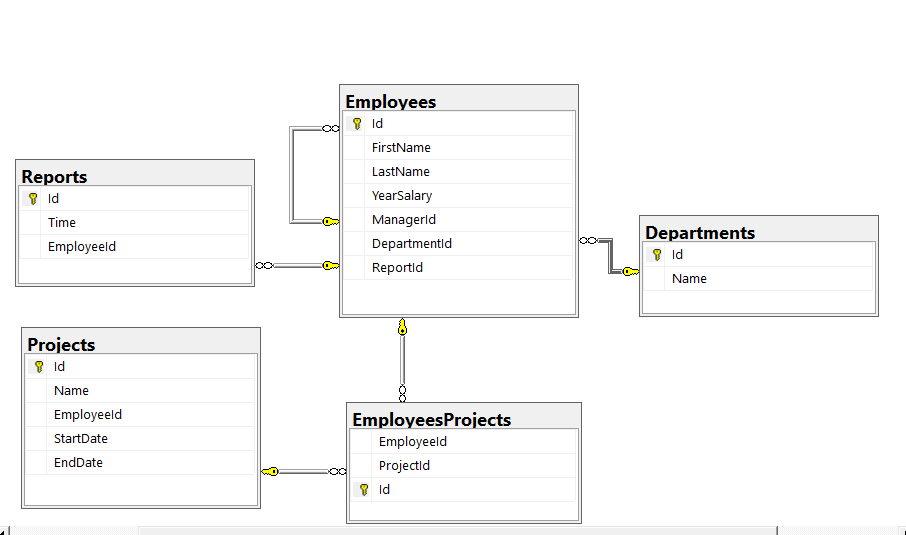 Employees
Id
FirstName
LastName
YearSalary
ManagerId
DepartmentId
ReportId
Reports
Id
Time
EmployeeId
Departments
Id
Name
Projects
Id
Name
EmployeeId
StartDate
EndDate
EmployeesProjects
EmployeeId
ProjectId
Id